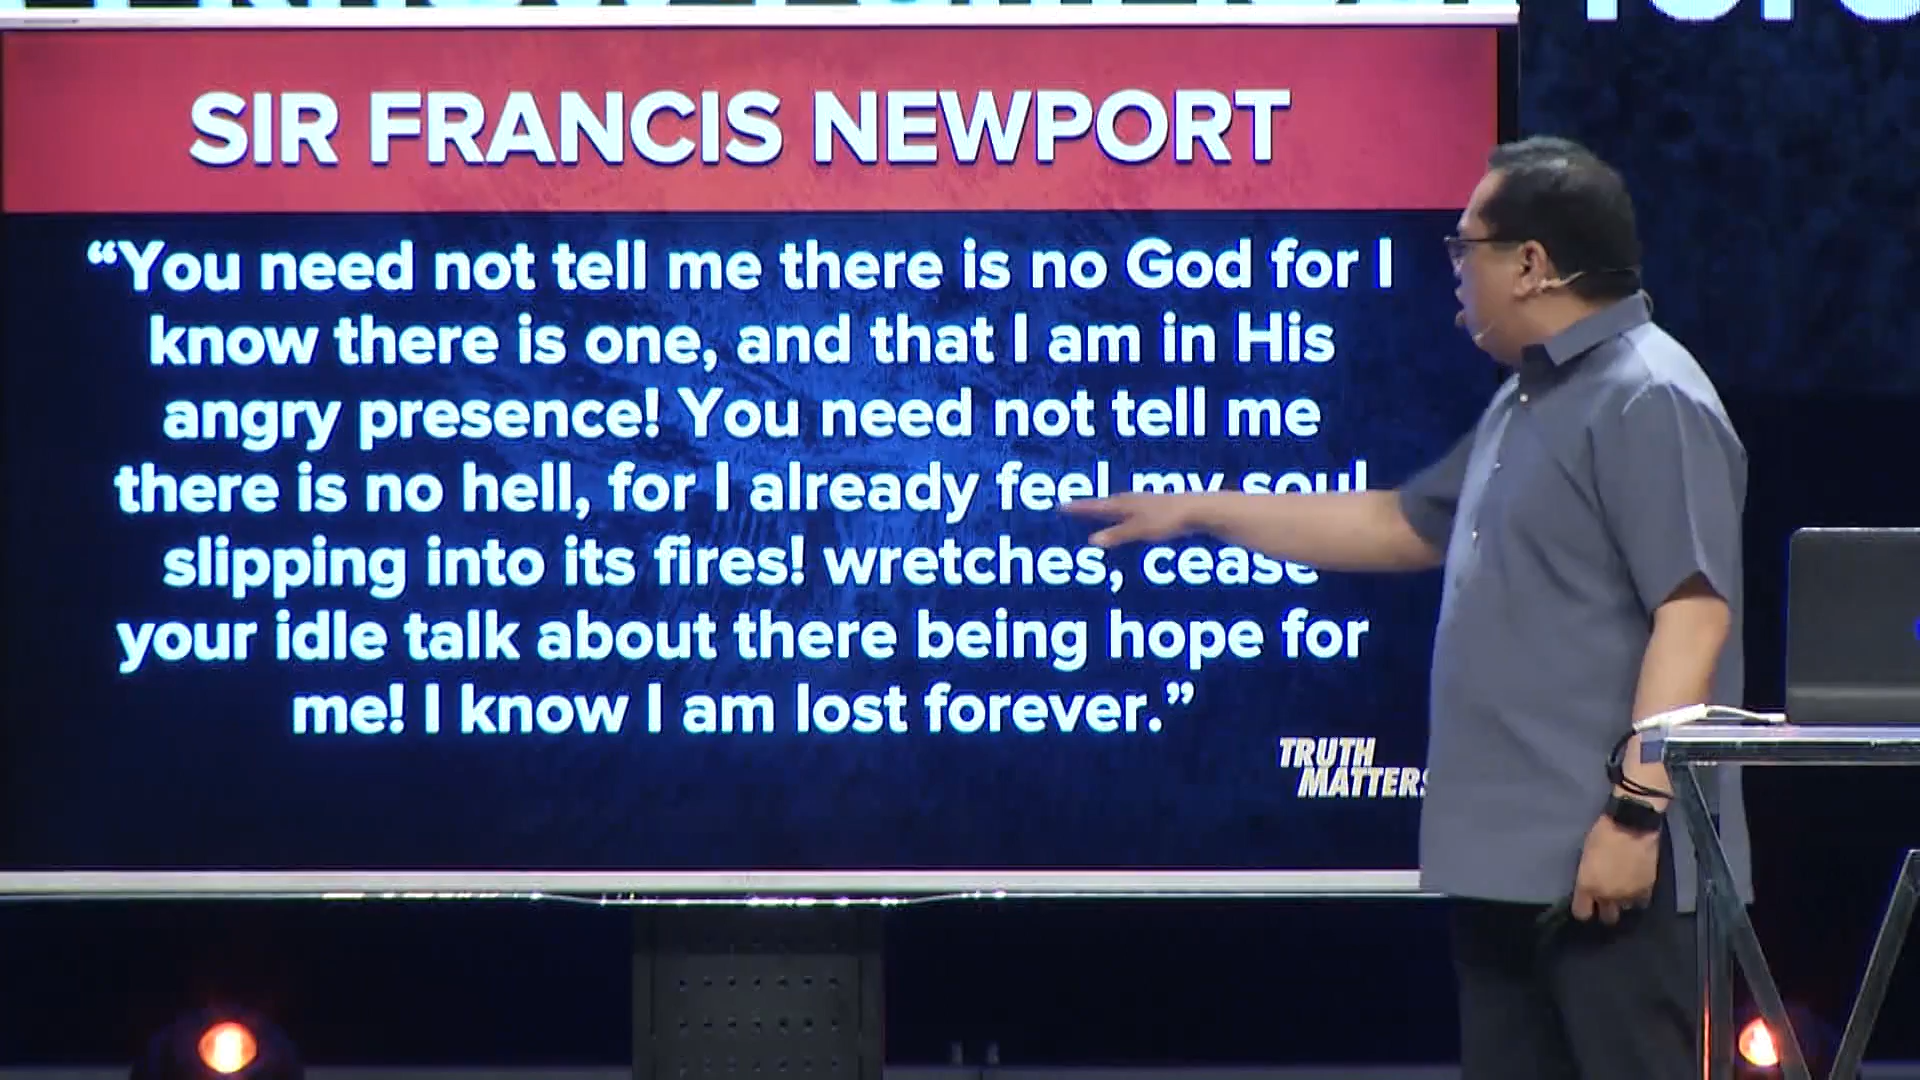 SIR FRANCIS NEWPORT
“You need not tell me there is no God for I
know there is one, and that I am in His
angry presence! You need not tell me
there is no hell, for I already feel my soul
slipping into its fires! wretches, cease
your idle talk about there being hope for
me! I know I am lost forever.”
TRUTH
MATTERS